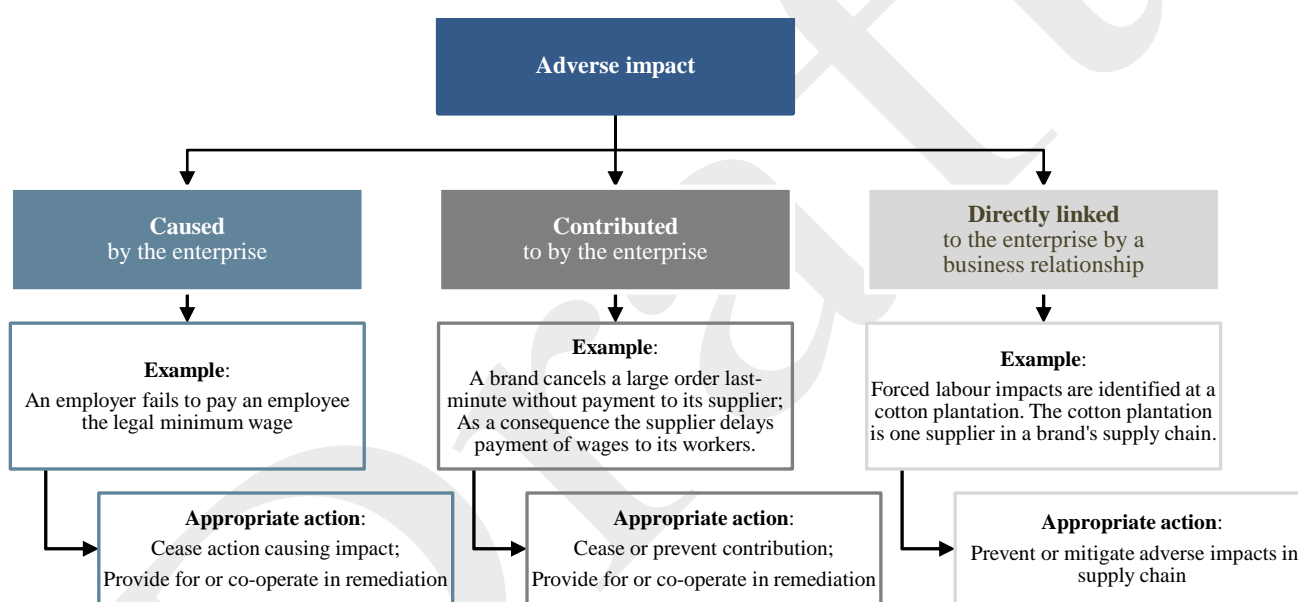 Adverse impact
Caused
by the enterprise
Contributed
to by the enterprise
Directly linked
to the enterprise by a
business relationship
Example:
An employer fails to pay an employee
the legal minimum wage
Example:
A brand cancels a large order last-
minute without payment to its supplier;
As a consequence the supplier delays
payment of wages to its workers.
Example:
Forced labour impacts are identified at a
cotton plantation. The cotton plantation
is one supplier in a brand's supply chain.
Appropriate action:
Cease action causing impact;
Provide for or co-operate in remediation
Appropriate action:
Cease or prevent contribution;
Provide for or co-operate in remediation
Appropriate action:
Prevent or mitigate adverse impacts in
supply chain
Draft